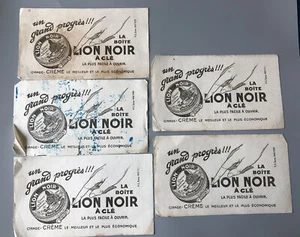 un
grand progrès!!!
LA
BOÎTE
LION NOIR
À CLÉ
LA PLUS FACILE À OUVRIR.
CIRAGE-CRÈME LE MEILLEUR ET LE PLUS ÉCONOMIQUE
un
grand progrès!!!
LA
BOÎTE
LION NOIR
À CLÉ
LA PLUS FACILE À OUVRIR.
CIRAGE-CRÈME LE MEILLEUR ET LE PLUS ÉCONOMIQUE
un
grand progrès!!!
LA
BOÎTE
LION NOIR
À CLÉ
LA PLUS FACILE À OUVRIR.
CIRAGE-CRÈME LE MEILLEUR ET LE PLUS ÉCONOMIQUE
un
grand progrès!!!
LA
BOÎTE
LION NOIR
À CLÉ
LA PLUS FACILE À OUVRIR.
CIRAGE-CRÈME LE MEILLEUR ET LE PLUS ÉCONOMIQUE
un
grand progrès!!!
LA
BOÎTE
LION NOIR
À CLÉ
LA PLUS FACILE À OUVRIR.
CIRAGE-CRÈME LE MEILLEUR ET LE PLUS ÉCONOMIQUE